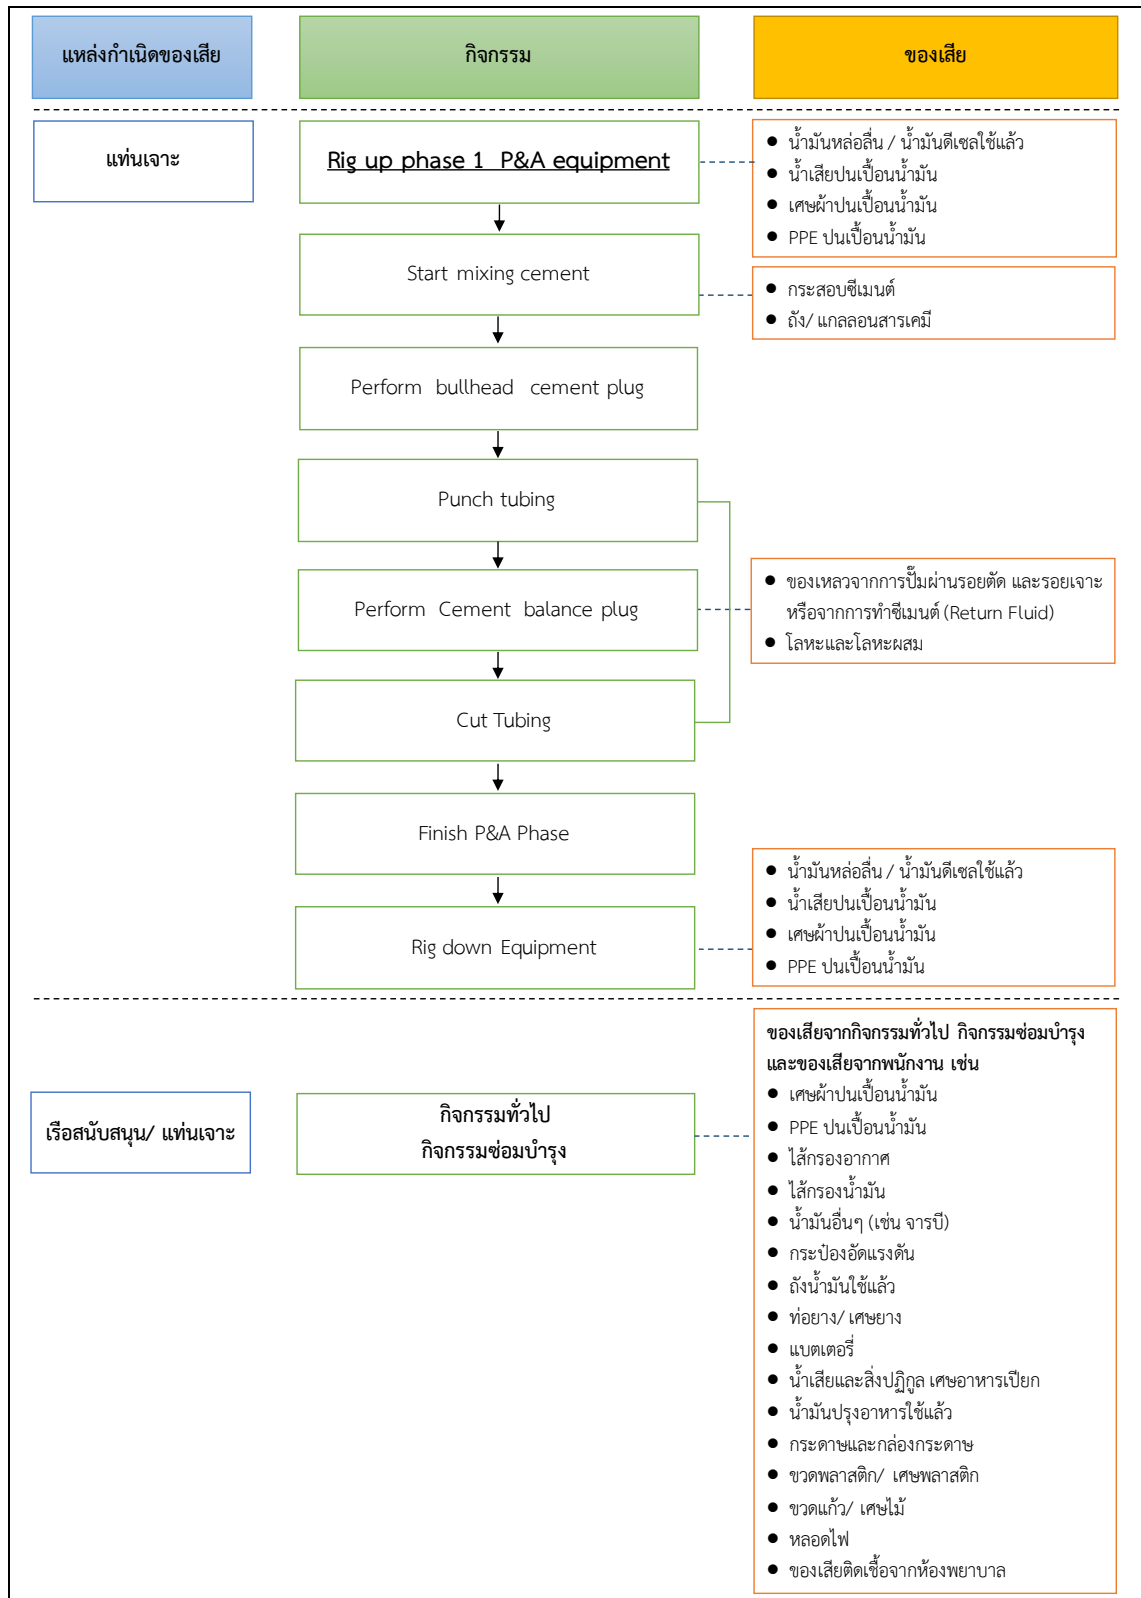 แหล่งกำเนิดของเสีย
กิจกรรม
ของเสีย
แท่นเจาะ
Rig up phase 1 P&A equipment
● น้ำมันหล่อลื่น / น้ำมันดีเซลใช้แล้ว
● น้ำเสียปนเปื้อนน้ำมัน
● เศษผ้าปนเปื้อนน้ำมัน
● PPE ปนเปื้อนน้ำมัน
Start mixing cement
● กระสอบซีเมนต์
● ถัง/ แกลลอนสารเคมี
Perform bullhead cement plug
Punch tubing
Perform Cement balance plug
● ของเหลวจากการปั๊มผ่านรอยตัด และรอยเจาะ
หรือจากการทำซีเมนต์ (Return Fluid)
● โลหะและโลหะผสม
Cut Tubing
Finish P&A Phase
Rig down Equipment
● น้ำมันหล่อลื่น / น้ำมันดีเซลใช้แล้ว
● น้ำเสียปนเปื้อนน้ำมัน
● เศษผ้าปนเปื้อนน้ำมัน
● PPE ปนเปื้อนน้ำมัน
เรือสนับสนุน/ แท่นเจาะ
กิจกรรมทั่วไป
กิจกรรมซ่อมบำรุง
ของเสียจากกิจกรรมทั่วไป กิจกรรมซ่อมบำรุง
และของเสียจากพนักงาน เช่น
● เศษผ้าปนเปื้อนน้ำมัน
● PPE ปนเปื้อนน้ำมัน
● ไส้กรองอากาศ
● ไส้กรองน้ำมัน
● น้ำมันอื่นๆ (เช่น จารบี)
● กระป๋องอัดแรงดัน
● ถังน้ำมันใช้แล้ว
● ท่อยาง/ เศษยาง
● แบตเตอรี่
● น้ำเสียและสิ่งปฏิกูล เศษอาหารเปียก
● น้ำมันปรุงอาหารใช้แล้ว
● กระดาษและกล่องกระดาษ
● ขวดพลาสติก/ เศษพลาสติก
● ขวดแก้ว/ เศษไม้
● หลอดไฟ
● ของเสียติดเชื้อจากห้องพยาบาล